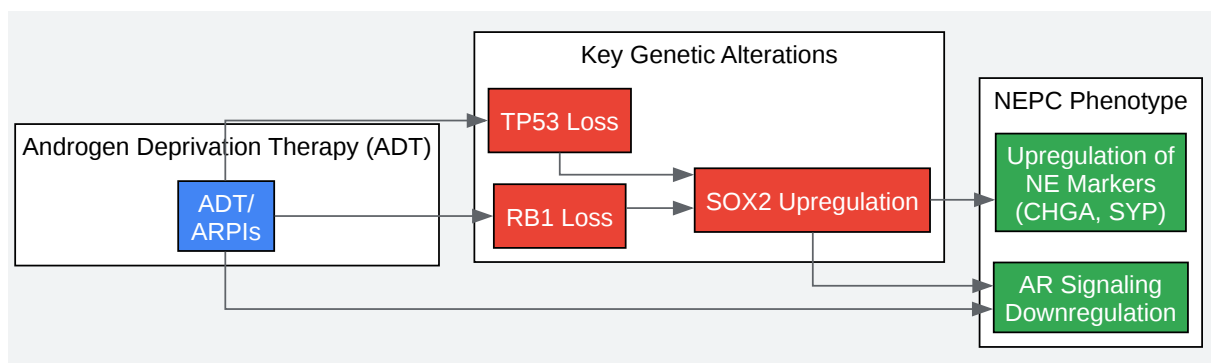 Key Genetic Alterations
NEPC Phenotype
TP53 Loss
Androgen Deprivation Therapy (ADT)
Upregulation of
NE Markers
(CHGA, SYP)
ADT/
ARPIs
RB1 Loss
SOX2 Upregulation
AR Signaling
Downregulation